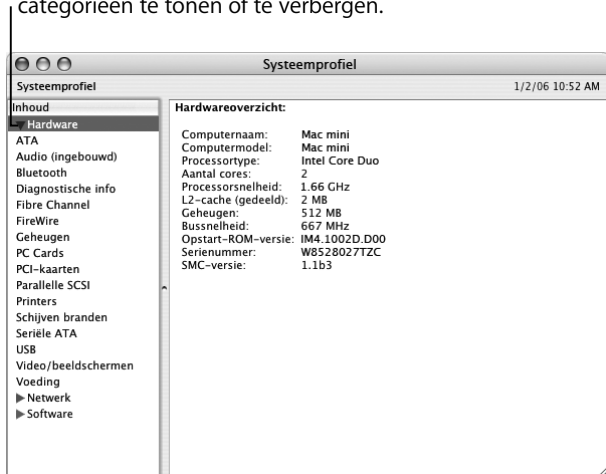 categorieën te tonen of te verbergen.
Systeemprofiel
Systeemprofiel 1/2/06 10:52 AM
Inhoud
Hardware
ATA
Audio (ingebouwd)
Bluetooth
Diagnostische info
Fibre Channel
FireWire
Geheugen
PC Cards
PCI-kaarten
Parallelle SCSI
Printers
Schijven branden
Seriële ATA
USB
Video/beeldschermen
Voeding
Netwerk
Software
Hardwareoverzicht:
Computernaam: Mac mini
Computermodel: Mac mini
Processortype: Intel Core Duo
Aantal cores: 2
Processorsnelheid: 1.66 GHz
L2-cache (gedeeld): 2 MB
Geheugen: 512 MB
Bussnelheid: 667 MHz
Opstart-ROM-versie: IM4.1002D.D00
Serienummer: W8528027TZC
SMC-versie: 1.1b3